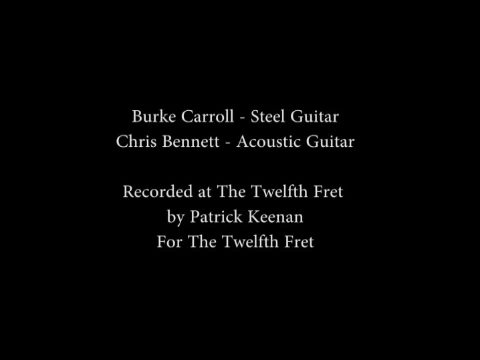 Burke Carroll - Steel Guitar
Chris Bennett - Acoustic Guitar
Recorded at The Twelfth Fret
by Patrick Keenan
For The Twelfth Fret